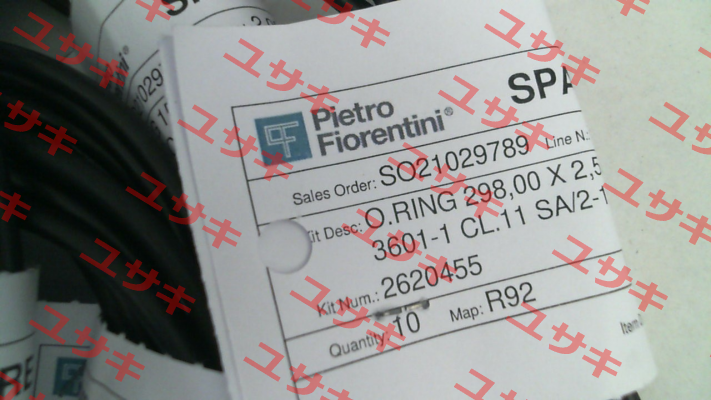 Pietro
Fiorentini®
SPA
Sales Order: SO21029789 Line N:
Kit Desc: O.RING 298,00 X 2,5
3601-1 CL.11 SA/2-1
Kit Num.: 2620455
Quantity: 10 Map: R92
ユサキ